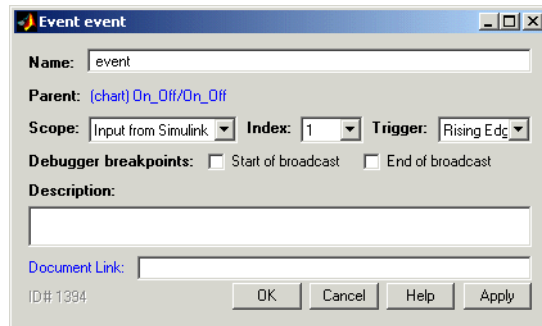 Event event
Name: event
Parent: (chart) On_Off/On_Off
Scope: Input from Simulink Index: 1 Trigger: Rising Edg
Debugger breakpoints: Start of broadcast End of broadcast
Description:
Document Link:
ID# 1394 OK Cancel Help Apply